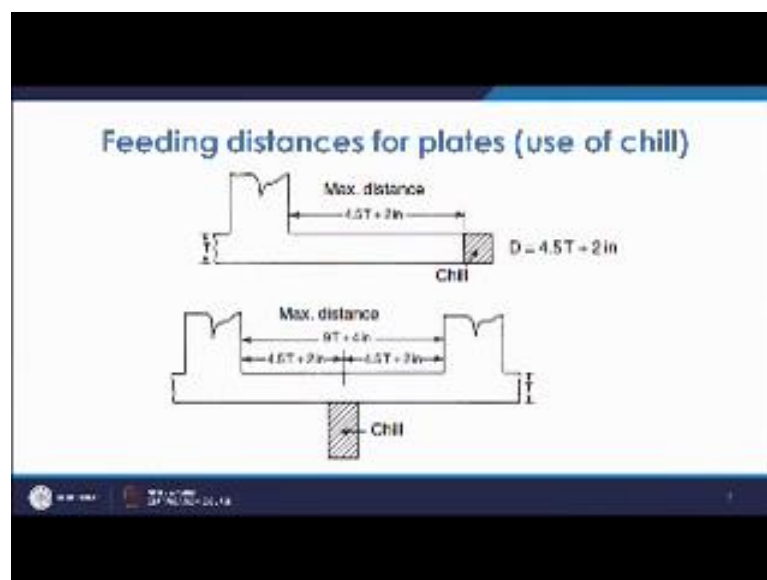 Feeding distances for plates (use of chill)
Max. distance
4.5T + 2in
T
D = 4.5T + 2in
Chill
Max. distance
9T + 4in
4.5T + 2in 4.5T + 2in
T
Chill